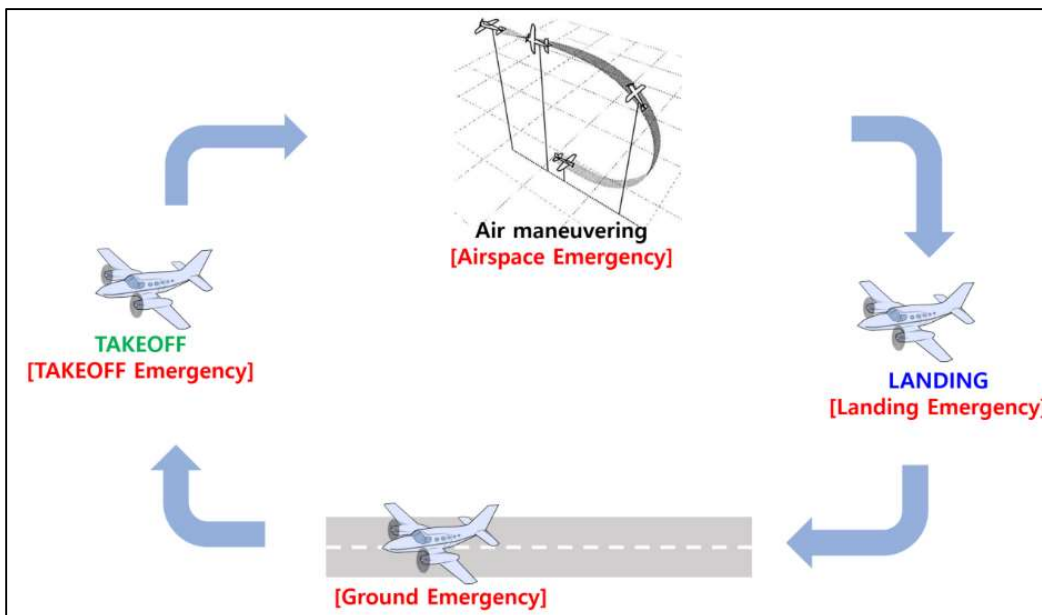 Air maneuvering
[Airspace Emergency]
TAKEOFF
[TAKEOFF Emergency]
LANDING
[Landing Emergency]
[Ground Emergency]